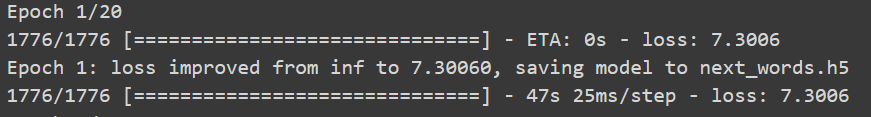 Epoch 1/20
1776/1776 [==============================] - ETA: 0s - loss: 7.3006
Epoch 1: loss improved from inf to 7.30060, saving model to next_words.h5
1776/1776 [==============================] - 47s 25ms/step - loss: 7.3006